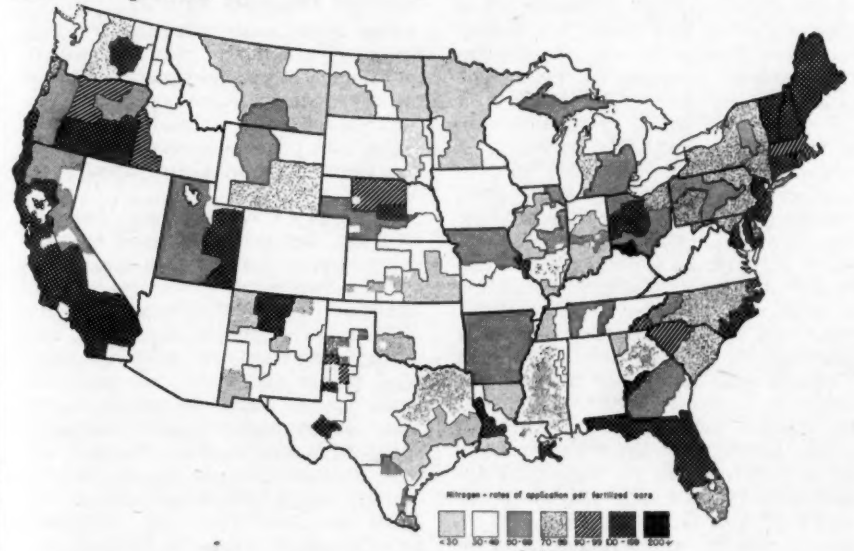 Nitrogen - rates of application per fertilized acre
<30 30-49 50-69 70-89 90-99 100-199 200+